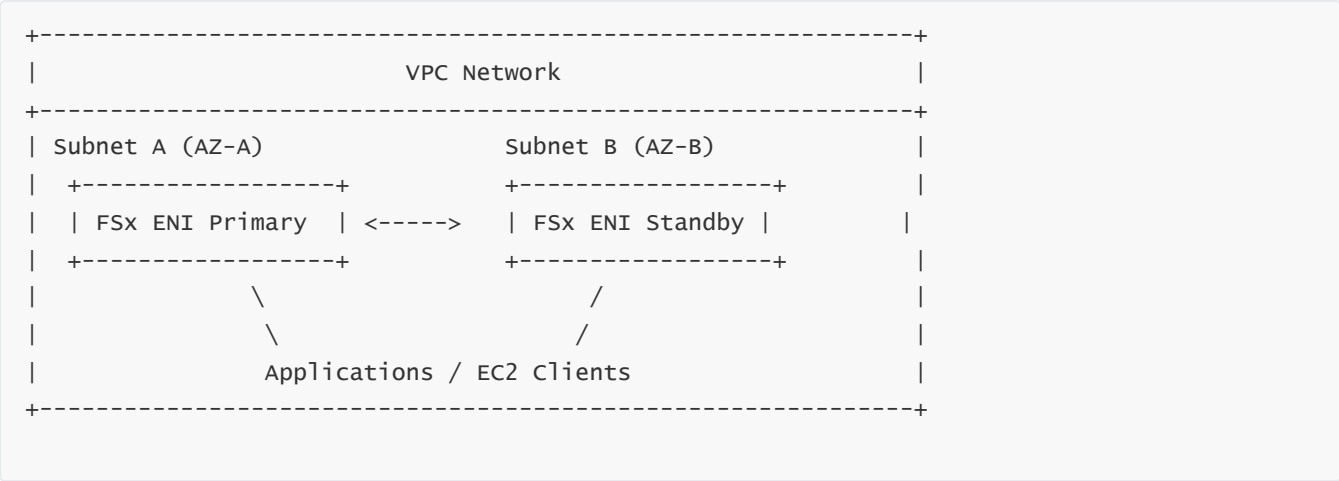 +--------------------------------------------------------------+
|                          VPC Network                         |
+--------------------------------------------------------------+
| Subnet A (AZ-A)                 Subnet B (AZ-B)              |
|  +------------------+           +------------------+         |
|  | FSx ENI Primary  | <----->   | FSx ENI Standby |         |
|  +------------------+           +------------------+         |
|               \                       /                      |
|                \                     /                       |
|                Applications / EC2 Clients                    |
+--------------------------------------------------------------+